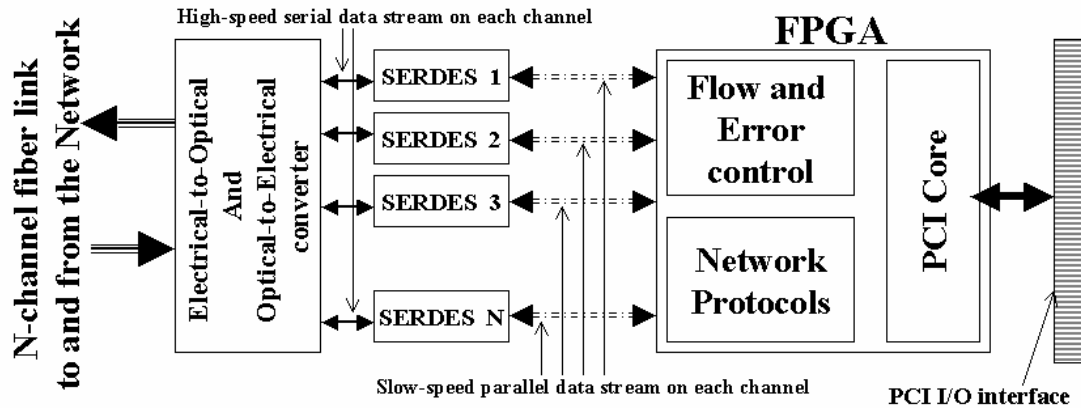 High-speed serial data stream on each channel
N-channel fiber link
to and from the Network
Electrical-to-Optical
And
Optical-to-Electrical
converter
SERDES 1
SERDES 2
SERDES 3
SERDES N
FPGA
Flow and
Error
control
Network
Protocols
PCI Core
Slow-speed parallel data stream on each channel
PCI I/O interface